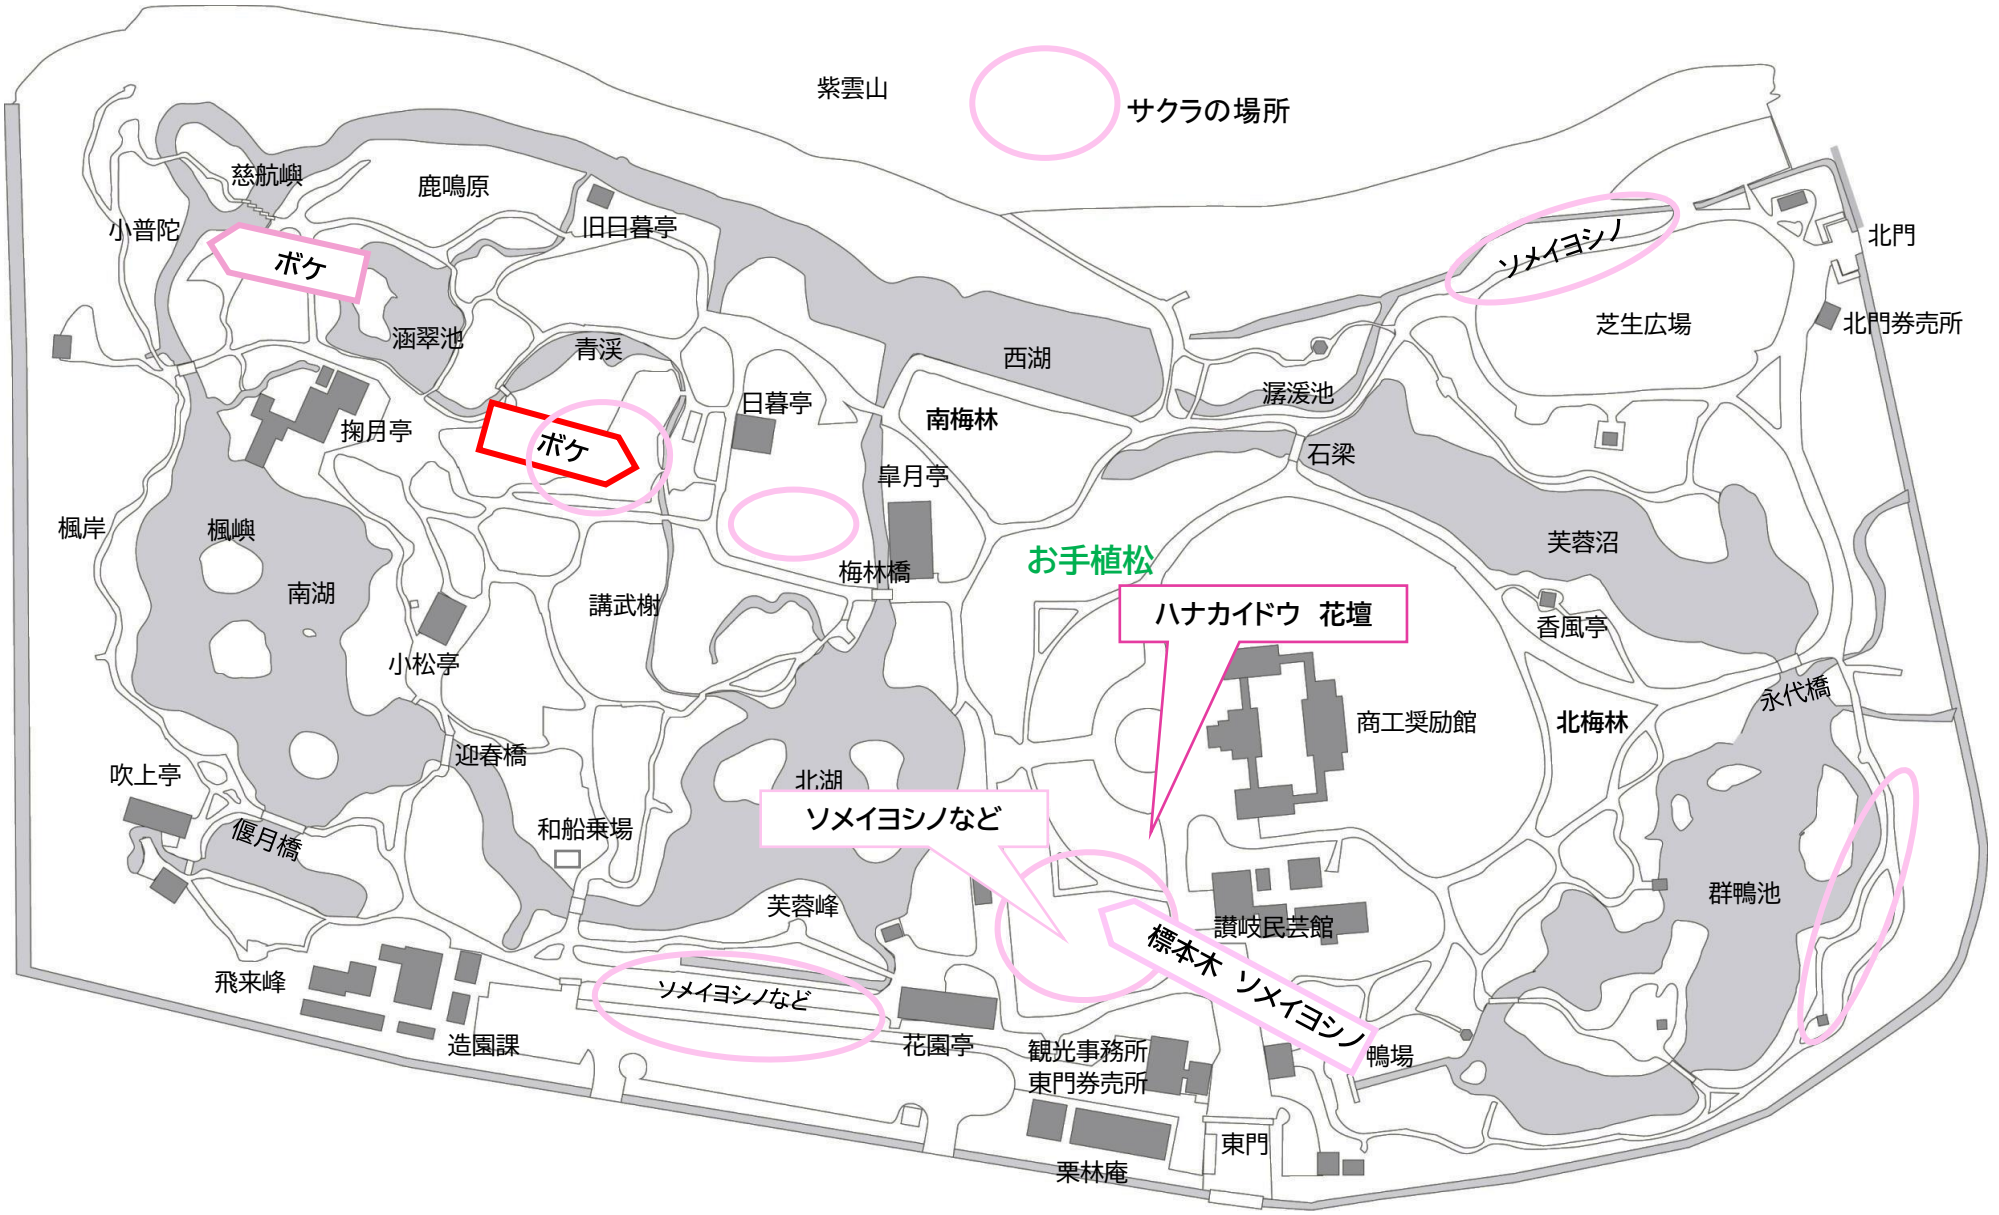 紫雲山
サクラの場所
慈航嶼
鹿鳴原
小普陀
旧日暮亭
ソメイヨシノ
北門
ボケ
涵翠池
青渓
西湖
芝生広場
北門券売所
潺湲池
日暮亭
南梅林
掬月亭
ボケ
石梁
皐月亭
楓岸
楓嶼
芙蓉沼
お手植松
梅林橋
南湖
講武榭
ハナカイドウ 花壇
香風亭
小松亭
永代橋
商工奨励館
北梅林
迎春橋
吹上亭
北湖
ソメイヨシノなど
和船乗場
偃月橋
群鴨池
芙蓉峰
讃岐民芸館
標本木 ソメイヨシノ
飛来峰
ソメイヨシノなど
造園課
花園亭
観光事務所
東門券売所
鴨場
東門
栗林庵